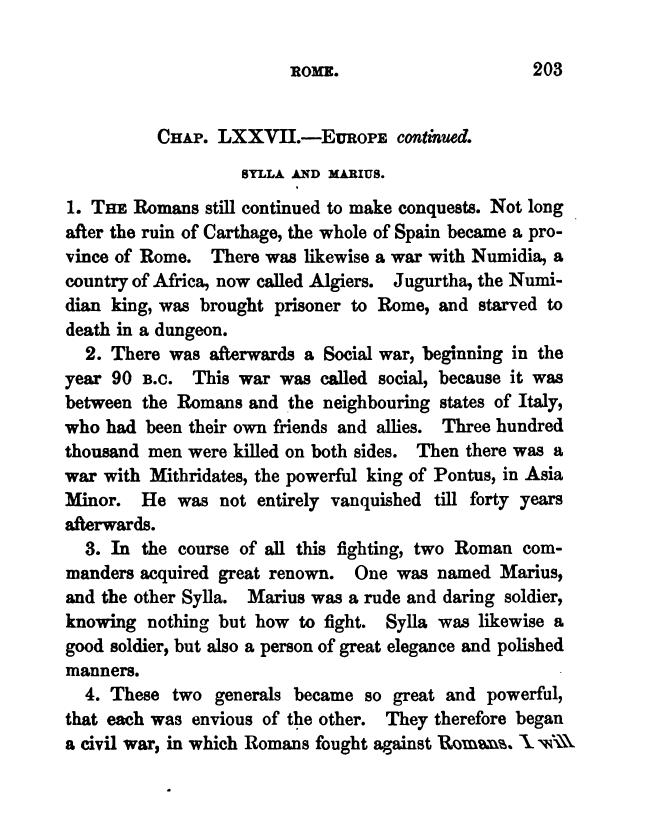 ROME. 203
CHAP. LXXVII.—EUROPE continued.
SYLLA AND MARIUS.
1. THE Romans still continued to make conquests. Not long
after the ruin of Carthage, the whole of Spain became a pro-
vince of Rome. There was likewise a war with Numidia, a
country of Africa, now called Algiers. Jugurtha, the Numi-
dian king, was brought prisoner to Rome, and starved to
death in a dungeon.
2. There was afterwards a Social war, beginning in the
year 90 B.C. This war was called social, because it was
between the Romans and the neighbouring states of Italy,
who had been their own friends and allies. Three hundred
thousand men were killed on both sides. Then there was a
war with Mithridates, the powerful king of Pontus, in Asia
Minor. He was not entirely vanquished till forty years
afterwards.
3. In the course of all this fighting, two Roman com-
manders acquired great renown. One was named Marius,
and the other Sylla. Marius was a rude and daring soldier,
knowing nothing but how to fight. Sylla was likewise a
good soldier, but also a person of great elegance and polished
manners.
4. These two generals became so great and powerful,
that each was envious of the other. They therefore began
a civil war, in which Romans fought against Romans. I will